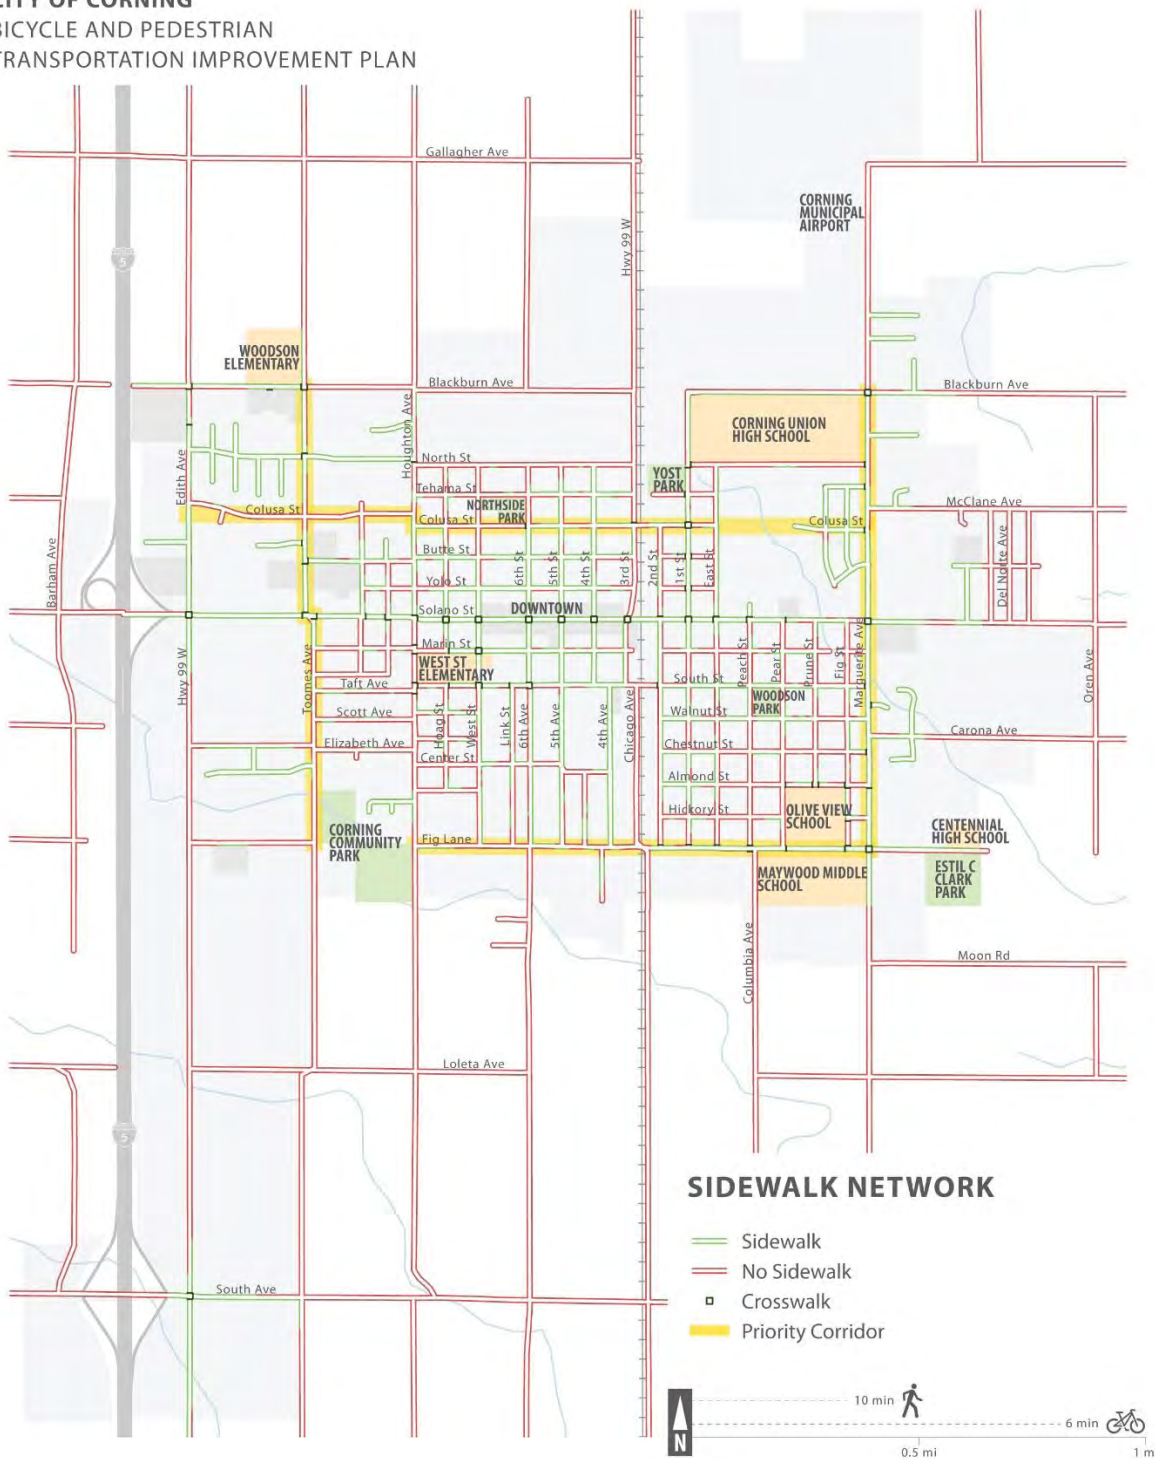 CITY OF CORNING
BICYCLE AND PEDESTRIAN
TRANSPORTATION IMPROVEMENT PLAN
Gallagher Ave
CORNING
MUNICIPAL
AIRPORT
Hwy 99 W
5
WOODSON
ELEMENTARY
Blackburn Ave
Blackburn Ave
Houghton Ave
CORNING UNION
HIGH SCHOOL
North St
YOST
PARK
Edith Ave
Tehama St
NORTHSIDE
PARK
McClane Ave
Colusa St
Colusa St
Colusa St
Barham Ave
Butte St
6th St
5th St
4th St
3rd St
2nd St
1st St
East St
Del Norte Ave
Yolo St
Solano St
DOWNTOWN
Marin St
WEST ST
ELEMENTARY
Hwy 99 W
Toomes Ave
Taft Ave
South St
Peach St
Pear St
Prune St
Fig St
Marguerite Ave
Oren Ave
WOODSON
PARK
Scott Ave
Hoag St
West St
Link St
6th Ave
5th Ave
4th Ave
Chicago Ave
Walnut St
Elizabeth Ave
Chestnut St
Carona Ave
Center St
Almond St
Hickory St
OLIVE VIEW
SCHOOL
CORNING
COMMUNITY
PARK
Fig Lane
CENTENNIAL
HIGH SCHOOL
MAYWOOD MIDDLE
SCHOOL
ESTIL C
CLARK
PARK
Columbia Ave
Moon Rd
Loleta Ave
5
South Ave
SIDEWALK NETWORK
Sidewalk
No Sidewalk
Crosswalk
Priority Corridor
N
10 min
6 min
0.5 mi
1 m